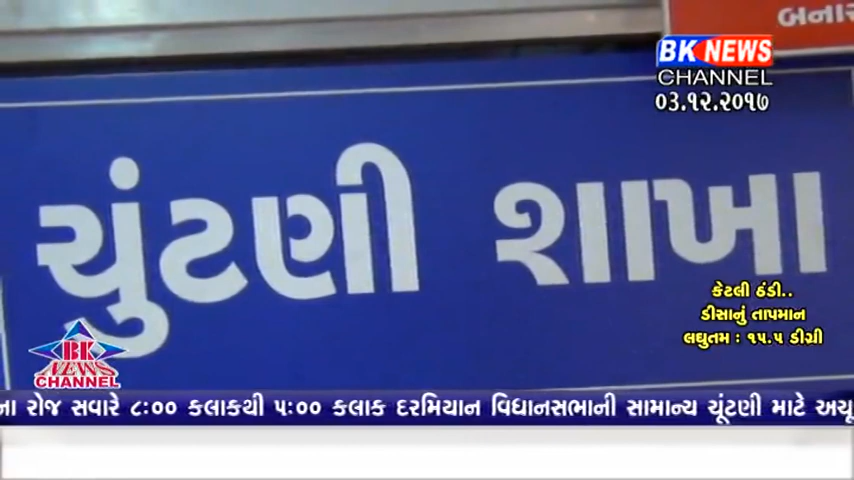 BK NEWS
CHANNEL
૦૩.૧૨.૨૦૧૭
ચુંટણી શાખા
કેટલી ઠંડી..
ડીસાનું તાપમાન
લઘુતમ : ૧૫.૫ ડીગ્રી
BK
NEWS
CHANNEL
ના રોજ સવારે ૮:૦૦ કલાકથી ૫:૦૦ કલાક દરમિયાન વિધાનસભાની સામાન્ય ચૂંટણી માટે